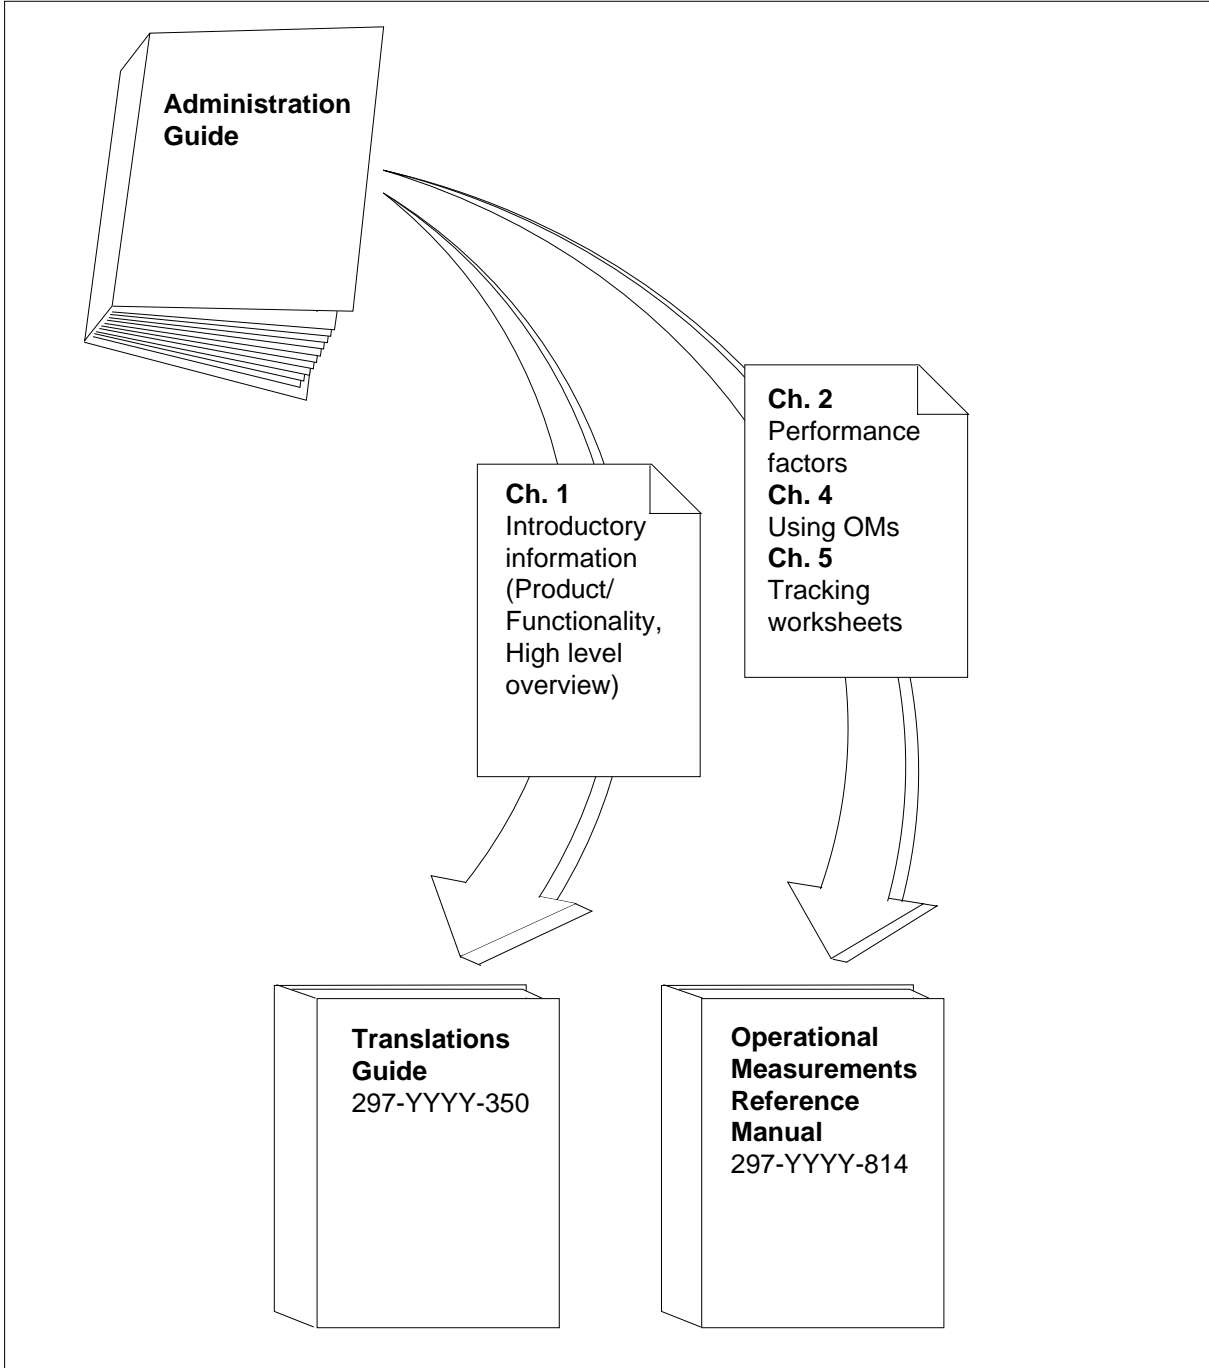 Administration
Guide
Ch. 1
Introductory
information
(Product/
Functionality,
High level
overview)
Ch. 2
Performance
factors
Ch. 4
Using OMs
Ch. 5
Tracking
worksheets
Translations
Guide
297-YYYY-350
Operational
Measurements
Reference
Manual
297-YYYY-814